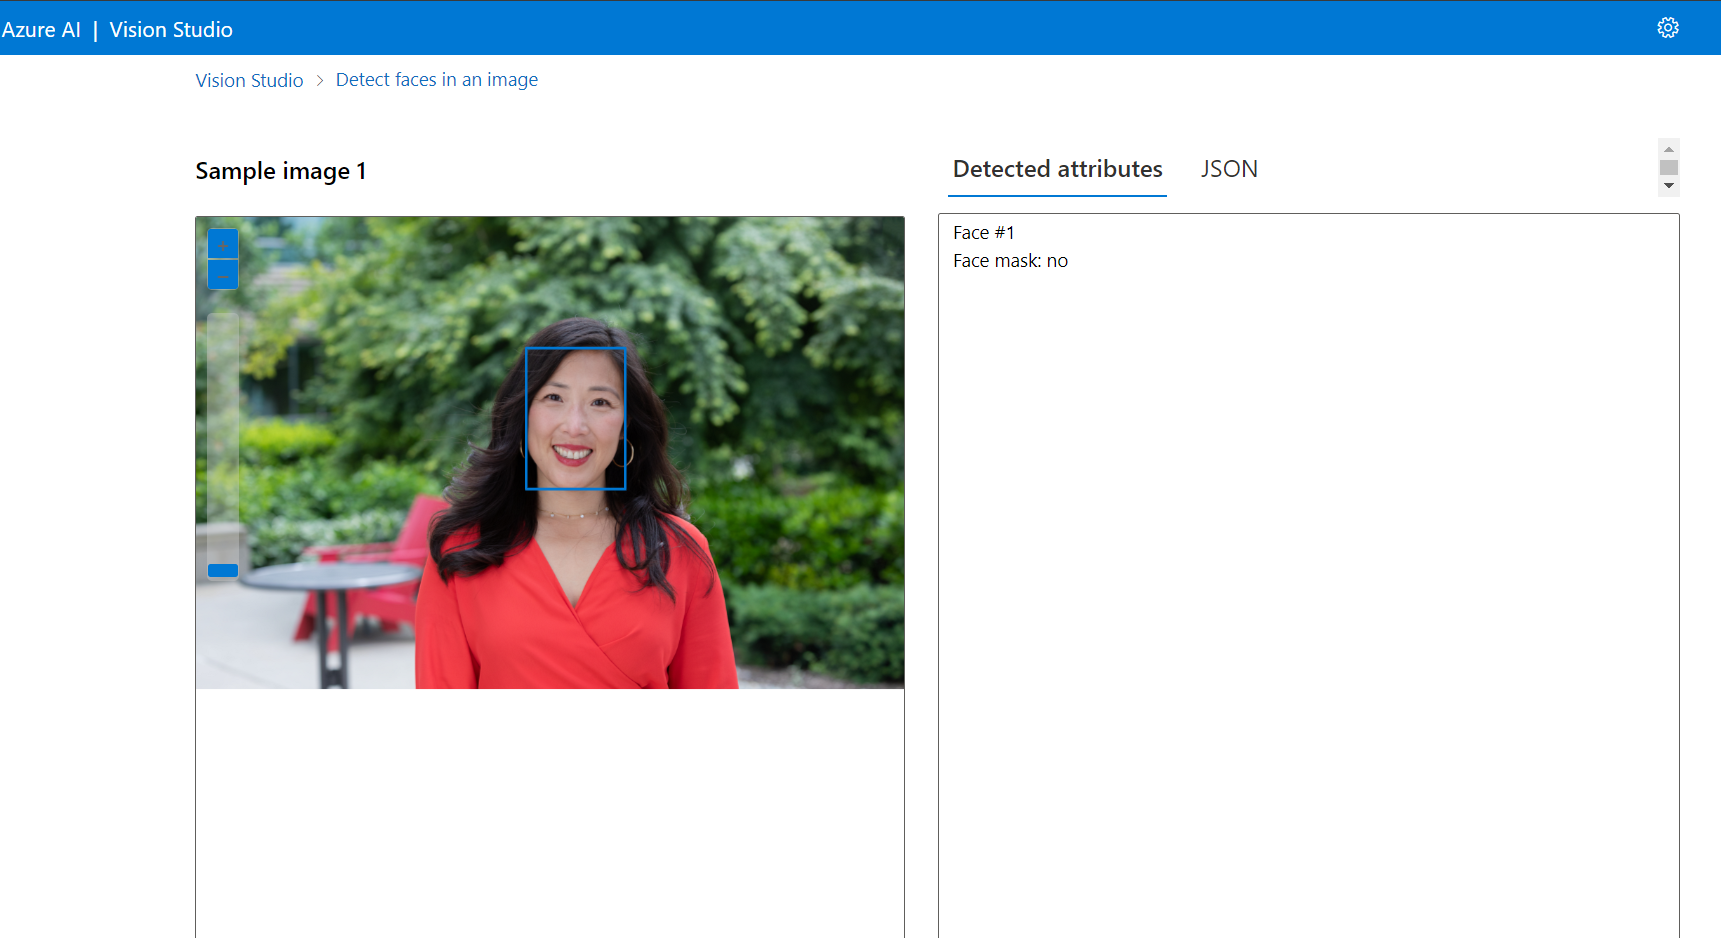 Azure AI | Vision Studio
Vision Studio > Detect faces in an image
Sample image 1
Detected attributes JSON
+
−
Face #1
Face mask: no